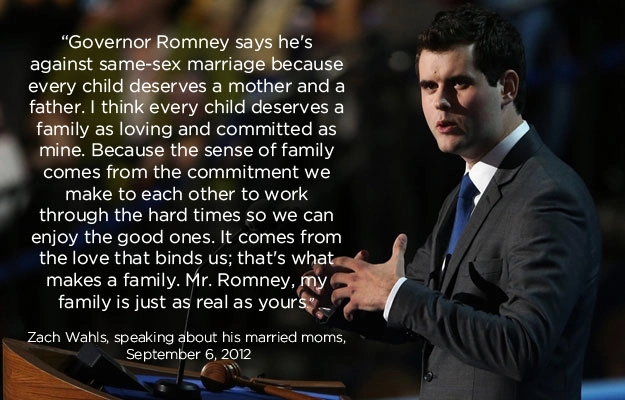 “Governor Romney says he's
against same-sex marriage because
every child deserves a mother and a
father. I think every child deserves a
family as loving and committed as
mine. Because the sense of family
comes from the commitment we
make to each other to work
through the hard times so we can
enjoy the good ones. It comes from
the love that binds us; that's what
makes a family. Mr. Romney, my
family is just as real as yours.”
Zach Wahls, speaking about his married moms,
September 6, 2012